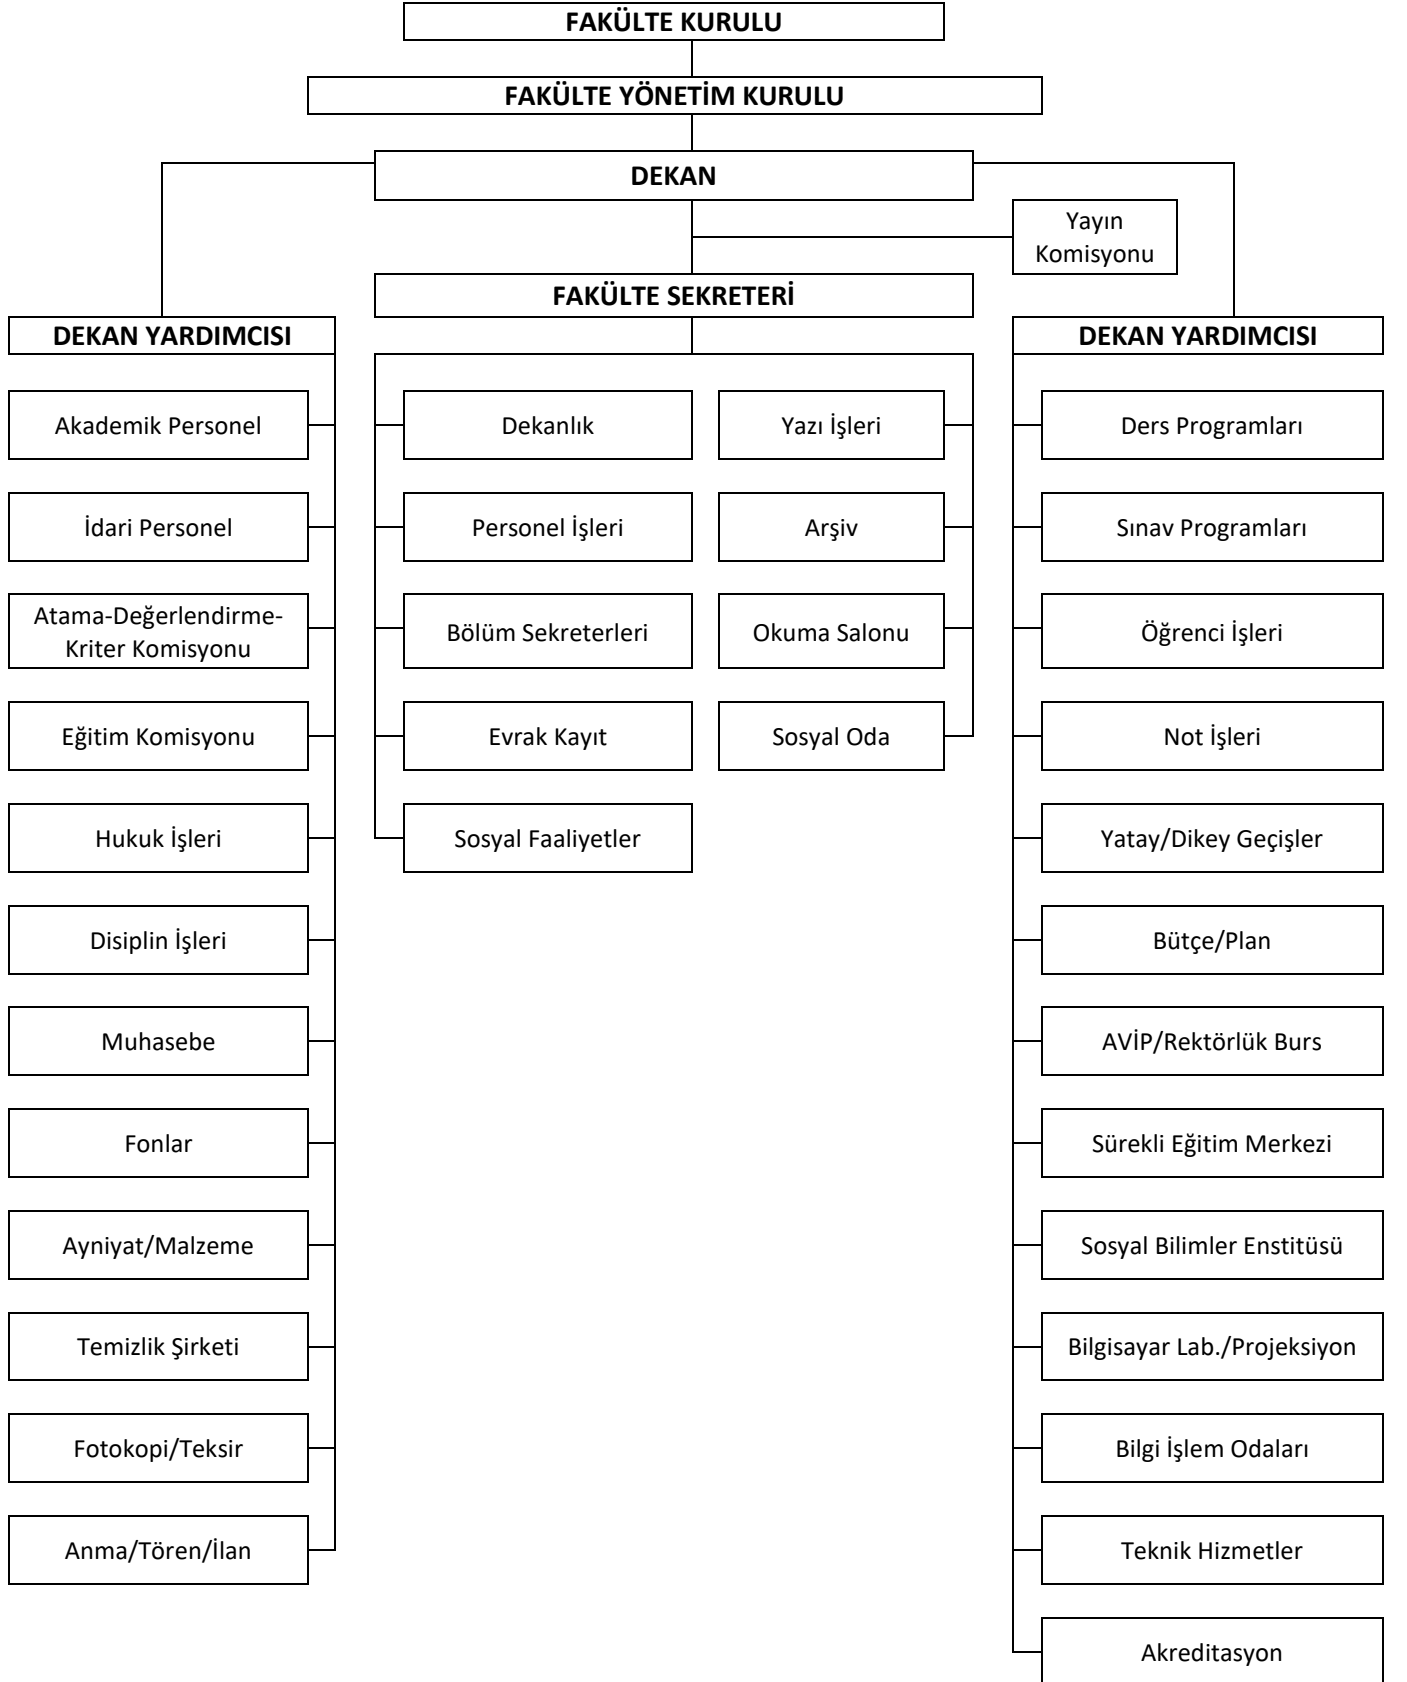 FAKÜLTE KURULU
FAKÜLTE YÖNETİM KURULU
DEKAN
Yayın
Komisyonu
FAKÜLTE SEKRETERİ
DEKAN YARDIMCISI
Akademik Personel
İdari Personel
Atama-Değerlendirme-
Kriter Komisyonu
Eğitim Komisyonu
Hukuk İşleri
Disiplin İşleri
Muhasebe
Fonlar
Ayniyat/Malzeme
Temizlik Şirketi
Fotokopi/Teksir
Anma/Tören/İlan
Dekanlık
Personel İşleri
Bölüm Sekreterleri
Evrak Kayıt
Sosyal Faaliyetler
Yazı İşleri
Arşiv
Okuma Salonu
Sosyal Oda
DEKAN YARDIMCISI
Ders Programları
Sınav Programları
Öğrenci İşleri
Not İşleri
Yatay/Dikey Geçişler
Bütçe/Plan
AVİP/Rektörlük Burs
Sürekli Eğitim Merkezi
Sosyal Bilimler Enstitüsü
Bilgisayar Lab./Projeksiyon
Bilgi İşlem Odaları
Teknik Hizmetler
Akreditasyon